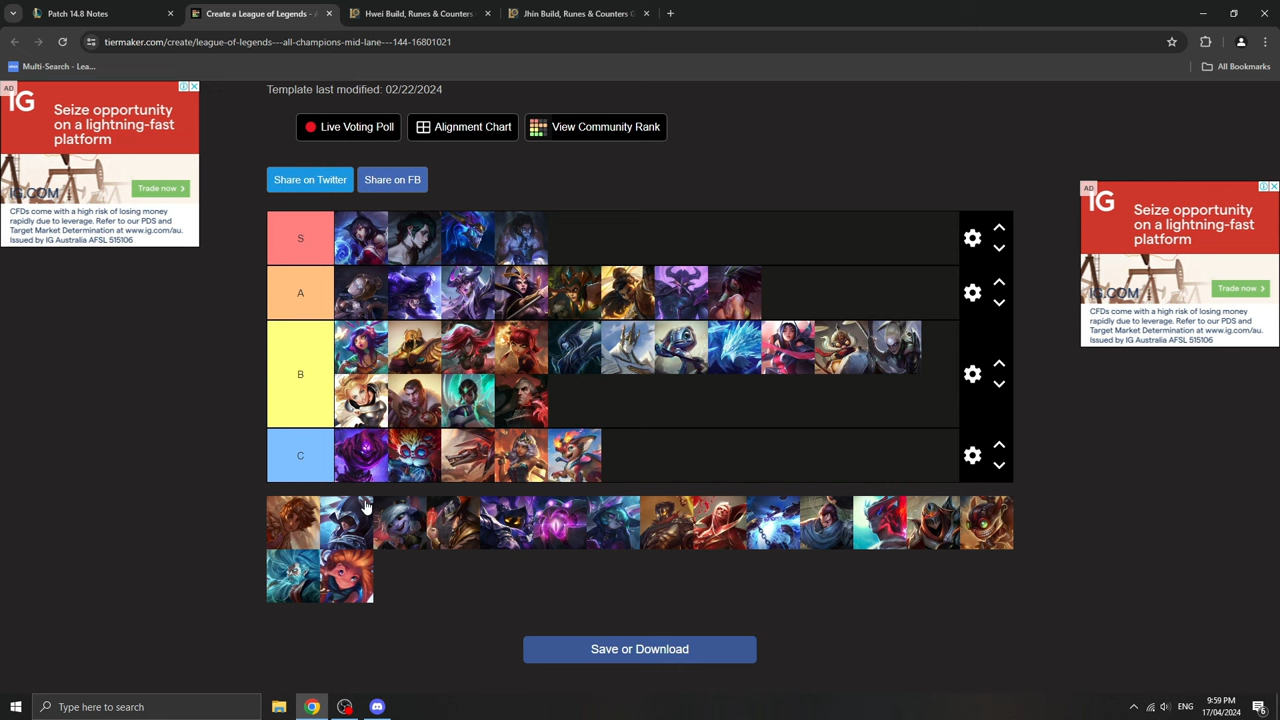 Patch 14.8 Notes
Create a League of Legends - A
Hwei Build, Runes & Counters
Jhin Build, Runes & Counters
tiermaker.com/create/league-of-legends---all-champions-mid-lane---144-16801021
Multi-Search - Lea...
All Bookmarks
AD
IG
Seize opportunity
on a lightning-fast
platform
IG.COM
Trade now
CFDs come with a high risk of losing money
rapidly due to leverage. Refer to our PDS and
Target Market Determination at www.ig.com/au.
Issued by IG Australia AFSL 515106
Template last modified: 02/22/2024
Live Voting Poll
Alignment Chart
View Community Rank
Share on Twitter
Share on FB
AD
IG
Seize opportunity
on a lightning-fast
platform
IG.COM
Trade now
CFDs come with a high risk of losing money
rapidly due to leverage. Refer to our PDS and
Target Market Determination at www.ig.com/au.
Issued by IG Australia AFSL 515106
S
A
B
C
Save or Download
Type here to search
ENG
9:59 PM
17/04/2024
6